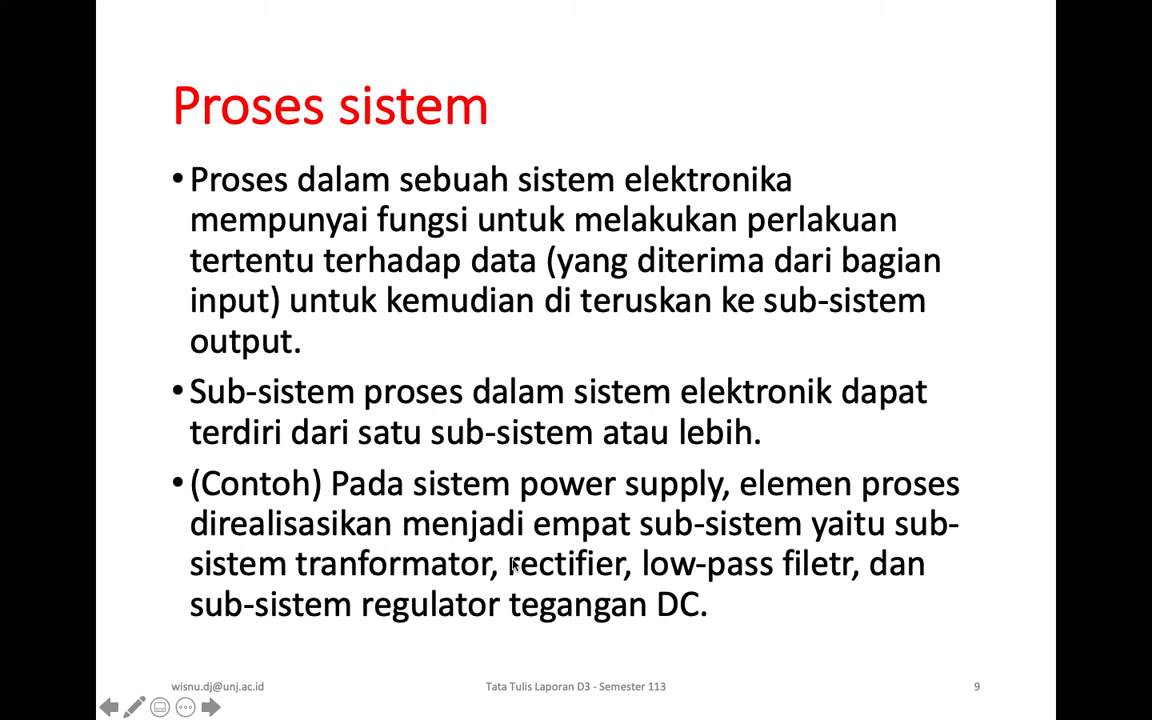 Proses sistem
•Proses dalam sebuah sistem elektronika
mempunyai fungsi untuk melakukan perlakuan
tertentu terhadap data (yang diterima dari bagian
input) untuk kemudian di teruskan ke sub-sistem
output.
•Sub-sistem proses dalam sistem elektronik dapat
terdiri dari satu sub-sistem atau lebih.
•(Contoh) Pada sistem power supply, elemen proses
direalisasikan menjadi empat sub-sistem yaitu sub-
sistem tranformator, rectifier, low-pass filetr, dan
sub-sistem regulator tegangan DC.
wisnu.dj@unj.ac.id
Tata Tulis Laporan D3 - Semester 113
9